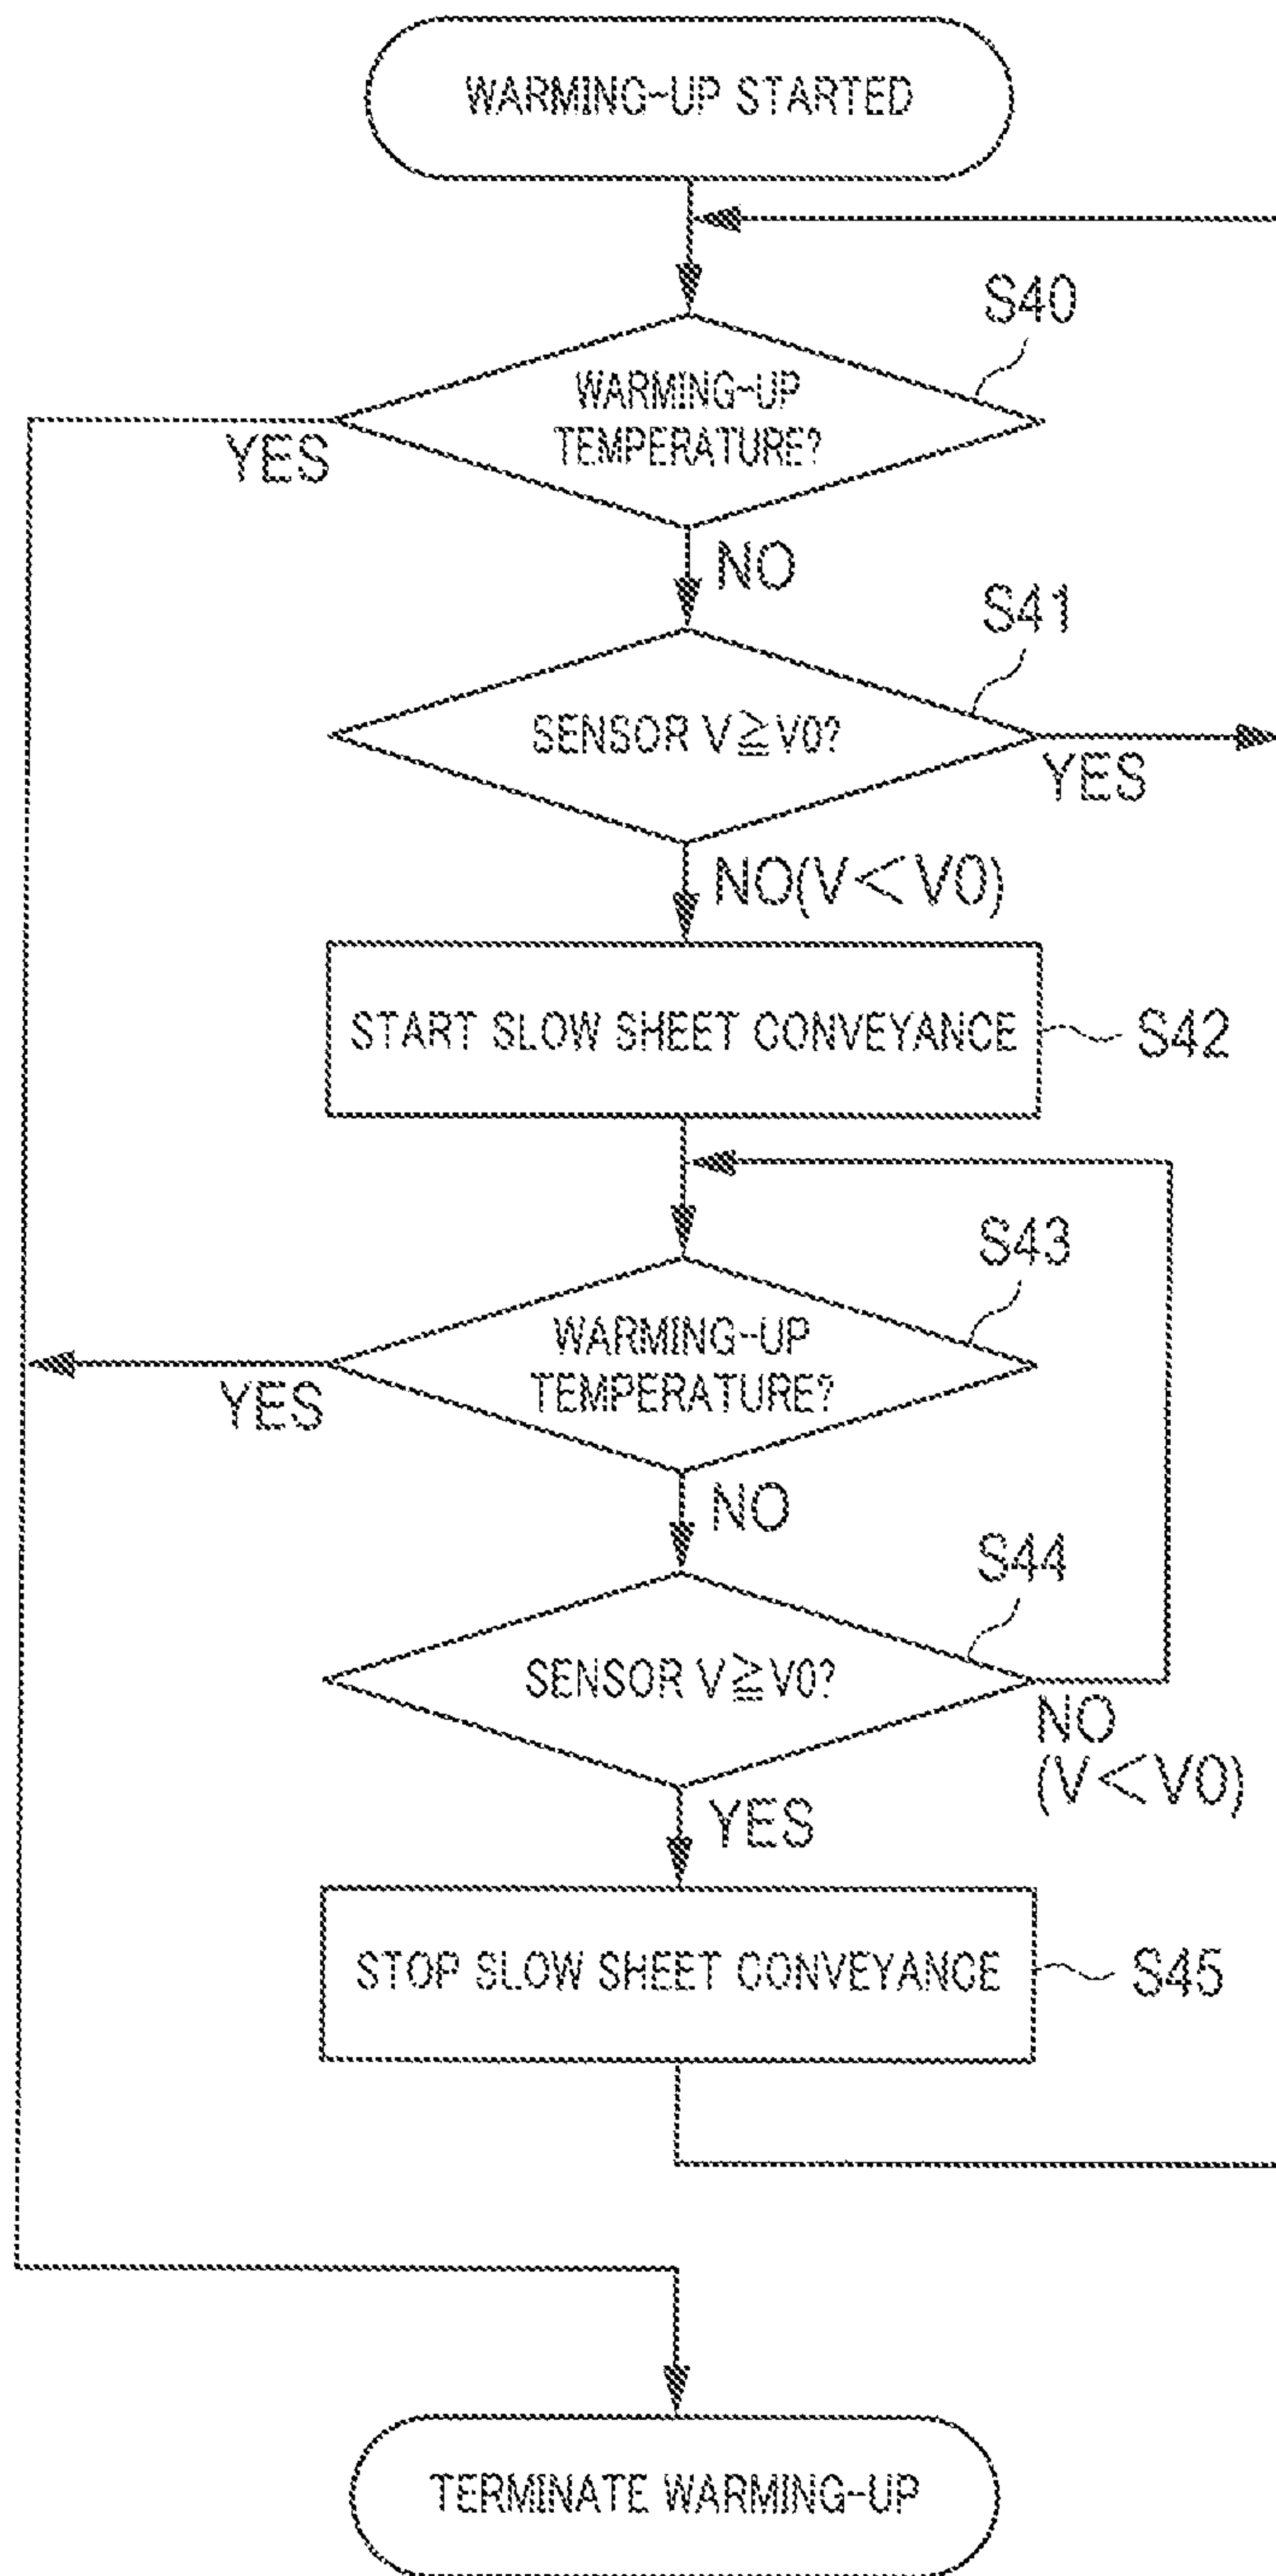 WARMING-UP STARTED
S40
WARMING-UP
TEMPERATURE?
YES
NO
S41
SENSOR V≧V0?
YES
NO(V<V0)
START SLOW SHEET CONVEYANCE
S42
S43
WARMING-UP
TEMPERATURE?
YES
NO
S44
SENSOR V≧V0?
NO
(V<V0)
YES
STOP SLOW SHEET CONVEYANCE
S45
TERMINATE WARMING-UP